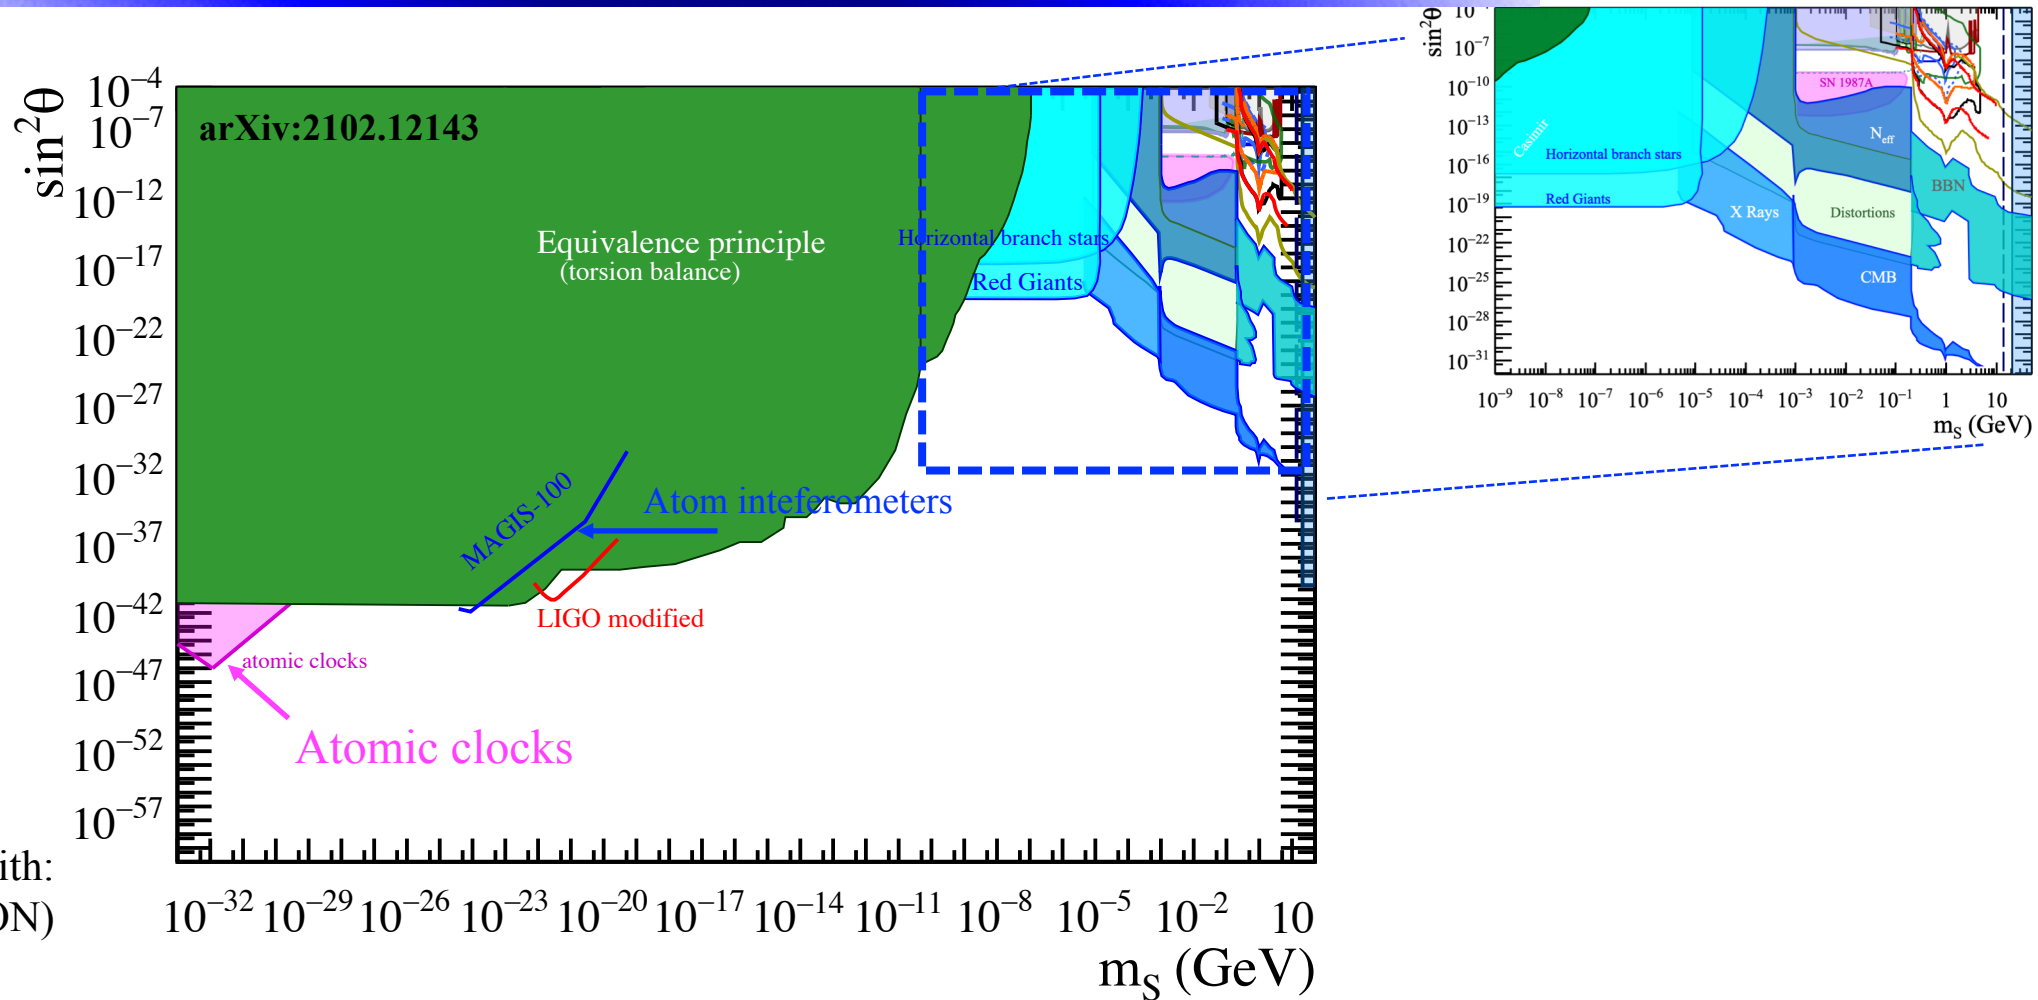 sin²θ
10⁻⁴
10⁻⁷
10⁻¹²
10⁻¹⁷
10⁻²²
10⁻²⁷
10⁻³²
10⁻³⁷
10⁻⁴²
10⁻⁴⁷
10⁻⁵²
10⁻⁵⁷
arXiv:2102.12143
Equivalence principle
(torsion balance)
Horizontal branch stars
Red Giants
MAGIS-100
Atom inteferometers
LIGO modified
atomic clocks
Atomic clocks
10⁻³² 10⁻²⁹ 10⁻²⁶ 10⁻²³ 10⁻²⁰ 10⁻¹⁷ 10⁻¹⁴ 10⁻¹¹ 10⁻⁸ 10⁻⁵ 10⁻² 10
m_S (GeV)
ith:
ON)
sin²θ
10⁻⁷
10⁻¹⁰
10⁻¹³
10⁻¹⁶
10⁻¹⁹
10⁻²²
10⁻²⁵
10⁻²⁸
10⁻³¹
SN 1987A
N_eff
Casimir
Horizontal branch stars
BBN
Red Giants
X Rays
Distortions
CMB
10⁻⁹ 10⁻⁸ 10⁻⁷ 10⁻⁶ 10⁻⁵ 10⁻⁴ 10⁻³ 10⁻² 10⁻¹ 1 10
m_S (GeV)